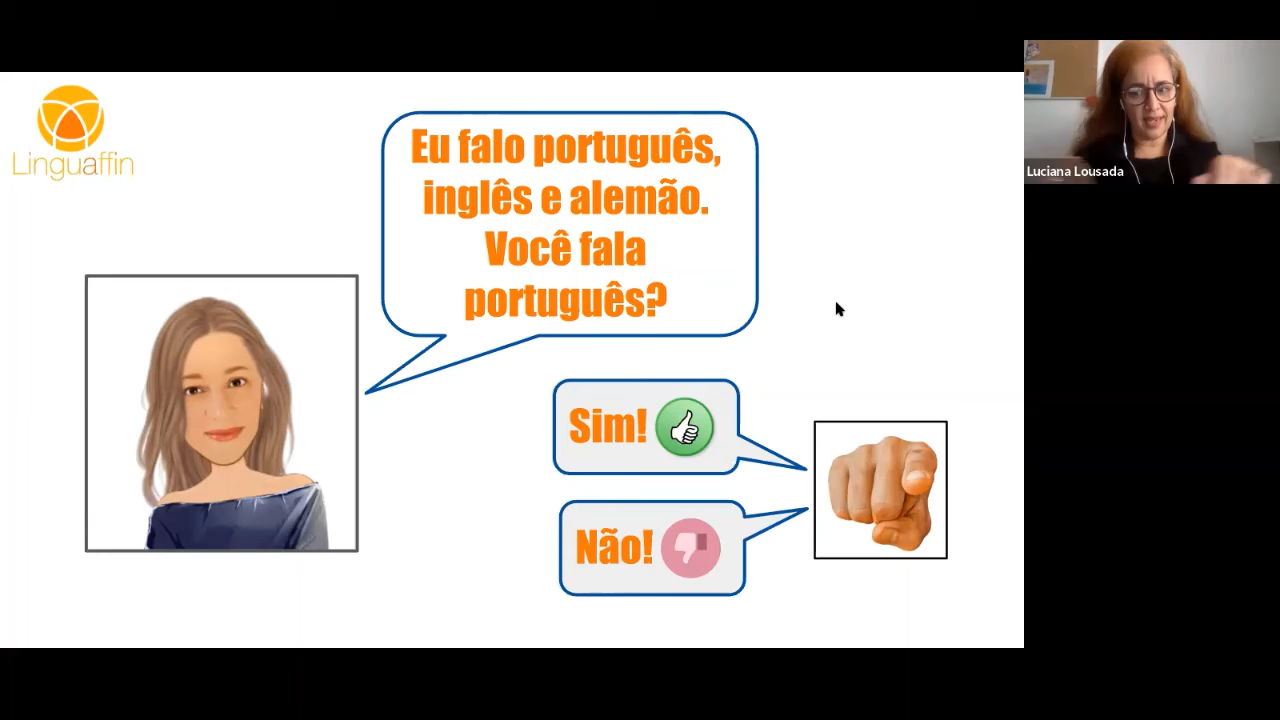 Linguaffin
Eu falo português,
inglês e alemão.
Você fala
português?
Luciana Lousada
Sim!
Não!